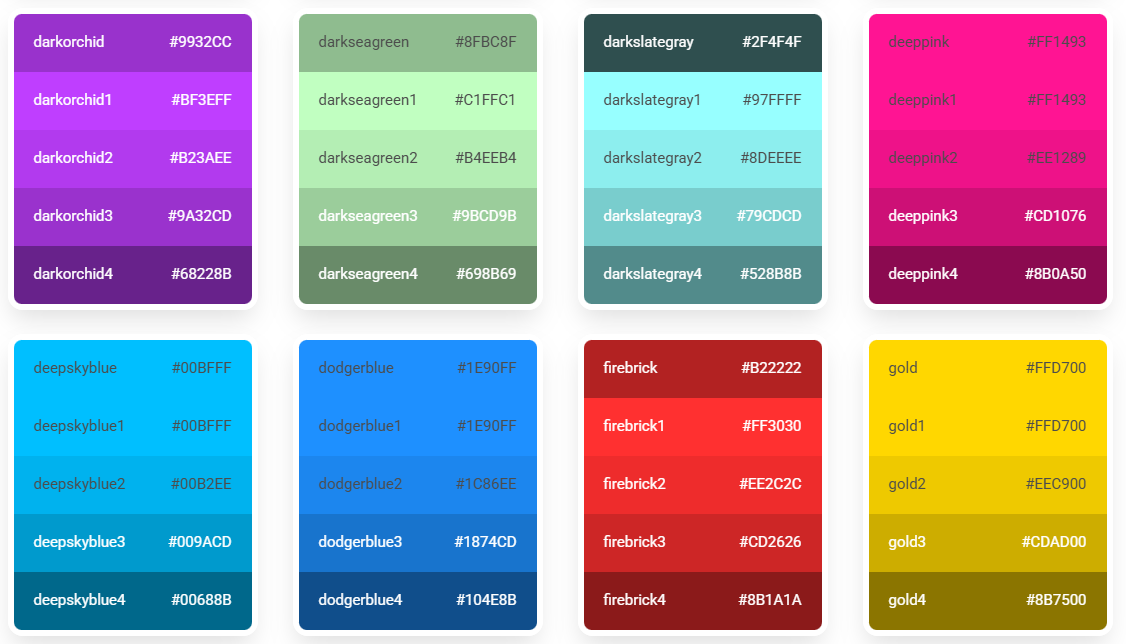 darkorchid #9932CC
darkorchid1 #BF3EFF
darkorchid2 #B23AEE
darkorchid3 #9A32CD
darkorchid4 #68228B
darkseagreen #8FBC8F
darkseagreen1 #C1FFC1
darkseagreen2 #B4EEB4
darkseagreen3 #9BCD9B
darkseagreen4 #698B69
darkslategray #2F4F4F
darkslategray1 #97FFFF
darkslategray2 #8DEEEE
darkslategray3 #79CDCD
darkslategray4 #528B8B
deeppink #FF1493
deeppink1 #FF1493
deeppink2 #EE1289
deeppink3 #CD1076
deeppink4 #8B0A50
deepskyblue #00BFFF
deepskyblue1 #00BFFF
deepskyblue2 #00B2EE
deepskyblue3 #009ACD
deepskyblue4 #00688B
dodgerblue #1E90FF
dodgerblue1 #1E90FF
dodgerblue2 #1C86EE
dodgerblue3 #1874CD
dodgerblue4 #104E8B
firebrick #B22222
firebrick1 #FF3030
firebrick2 #EE2C2C
firebrick3 #CD2626
firebrick4 #8B1A1A
gold #FFD700
gold1 #FFD700
gold2 #EEC900
gold3 #CDAD00
gold4 #8B7500